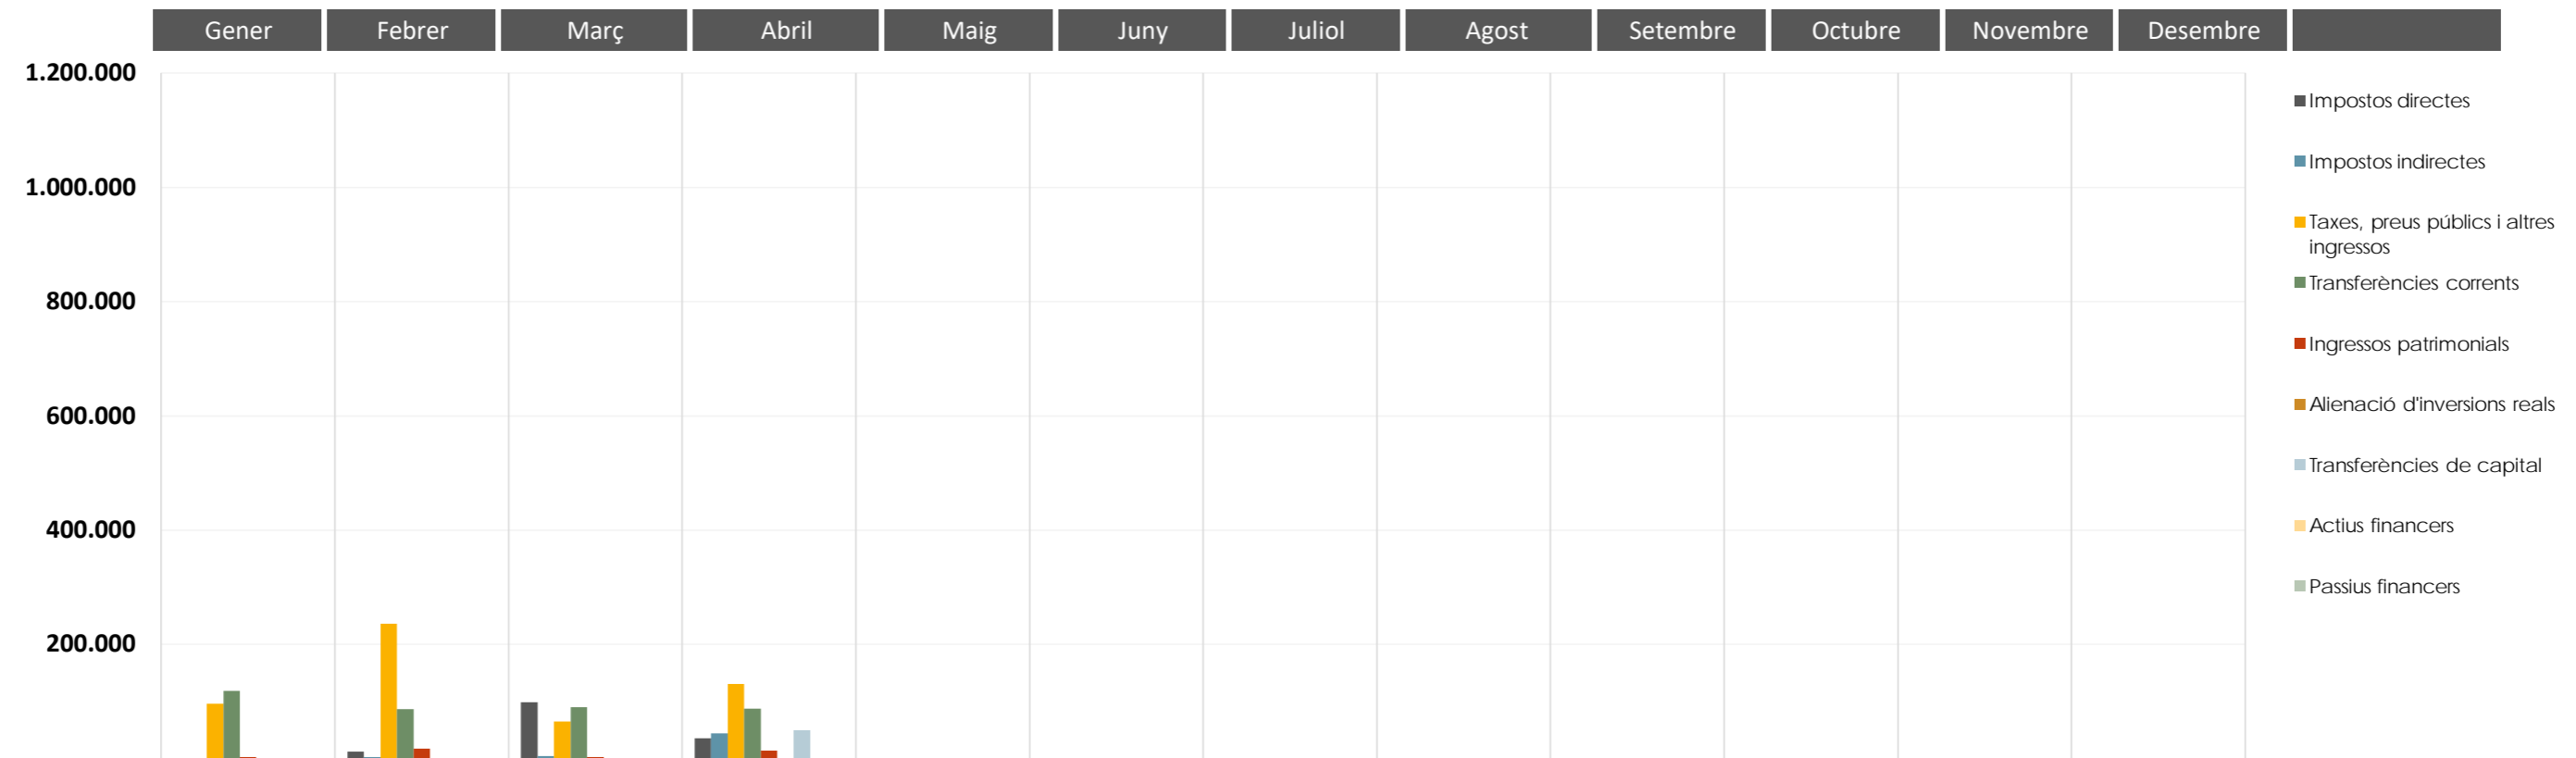 Gener Febrer Març Abril Maig Juny Juliol Agost Setembre Octubre Novembre Desembre
1.200.000
1.000.000
800.000
600.000
400.000
200.000
Impostos directes
Impostos indirectes
Taxes, preus públics i altres
ingressos
Transferències corrents
Ingressos patrimonials
Alienació d'inversions reals
Transferències de capital
Actius financers
Passius financers